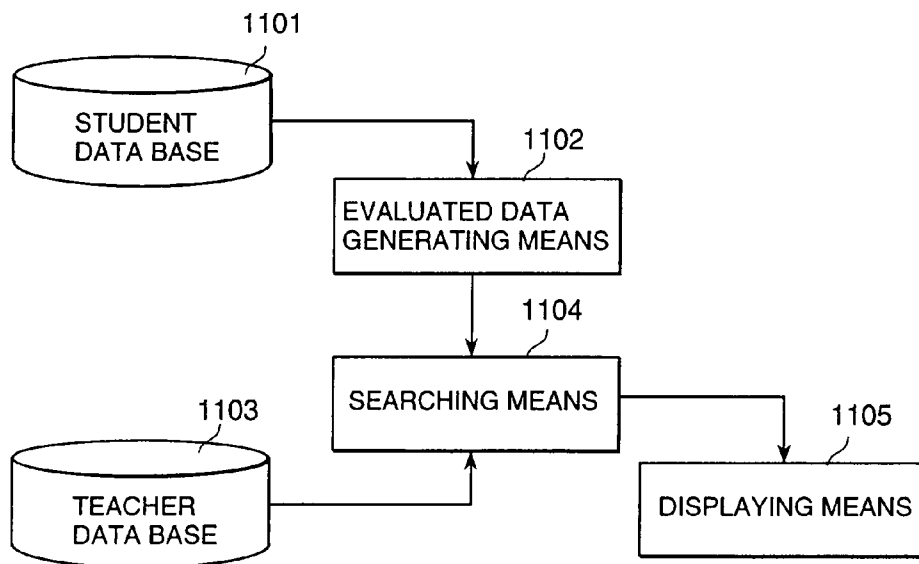 1101
STUDENT
DATA BASE
1102
EVALUATED DATA
GENERATING MEANS
1104
SEARCHING MEANS
1103
TEACHER
DATA BASE
1105
DISPLAYING MEANS